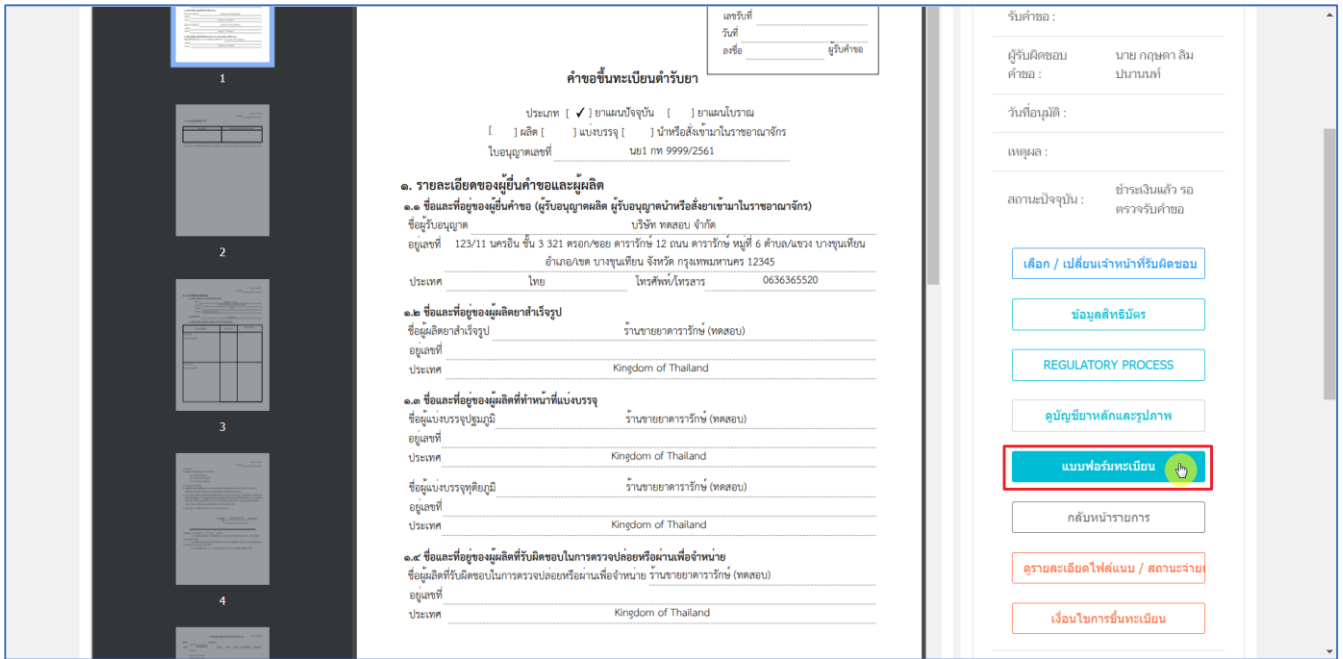 เลขรับที่
วันที่
ลงชื่อ ผู้รับคำขอ
คำขอขึ้นทะเบียนตำรับยา
ประเภท [ ✓ ] ยาแผนปัจจุบัน [ ] ยาแผนโบราณ
[ ] ผลิต [ ] แบ่งบรรจุ [ ] นำหรือสั่งเข้ามาในราชอาณาจักร
ใบอนุญาตเลขที่ นย1 กท 9999/2561
๑. รายละเอียดของผู้ยื่นคำขอและผู้ผลิต
๑.๑ ชื่อและที่อยู่ของผู้ยื่นคำขอ (ผู้รับอนุญาตผลิต ผู้รับอนุญาตนำหรือสั่งยาเข้ามาในราชอาณาจักร)
ชื่อผู้รับอนุญาต บริษัท ทดสอบ จำกัด
อยู่เลขที่ 123/11 นครอิน ชั้น 3 321 ตรอก/ซอย ดารารักษ์ 12 ถนน ดารารักษ์ หมู่ที่ 6 ตำบล/แขวง บางขุนเทียน
อำเภอ/เขต บางขุนเทียน จังหวัด กรุงเทพมหานคร 12345
ประเทศ ไทย โทรศัพท์/โทรสาร 0636365520
๑.๒ ชื่อและที่อยู่ของผู้ผลิตยาสำเร็จรูป
ชื่อผู้ผลิตยาสำเร็จรูป ร้านขายยาดารารักษ์ (ทดสอบ)
อยู่เลขที่
ประเทศ Kingdom of Thailand
๑.๓ ชื่อและที่อยู่ของผู้ผลิตที่ทำหน้าที่แบ่งบรรจุ
ชื่อผู้แบ่งบรรจุปฐมภูมิ ร้านขายยาดารารักษ์ (ทดสอบ)
อยู่เลขที่
ประเทศ Kingdom of Thailand
ชื่อผู้แบ่งบรรจุทุติยภูมิ ร้านขายยาดารารักษ์ (ทดสอบ)
อยู่เลขที่
ประเทศ Kingdom of Thailand
๑.๔ ชื่อและที่อยู่ของผู้ผลิตที่รับผิดชอบในการตรวจปล่อยหรือผ่านเพื่อจำหน่าย
ชื่อผู้ผลิตที่รับผิดชอบในการตรวจปล่อยหรือผ่านเพื่อจำหน่าย ร้านขายยาดารารักษ์ (ทดสอบ)
อยู่เลขที่
ประเทศ Kingdom of Thailand
1
2
3
4
รับคำขอ :
ผู้รับผิดชอบ นาย กฤษดา ลิม
คำขอ : ปนานนท์
วันที่อนุมัติ :
เหตุผล :
สถานะปัจจุบัน : ชำระเงินแล้ว รอ
ตรวจรับคำขอ
เลือก / เปลี่ยนเจ้าหน้าที่รับผิดชอบ
ข้อมูลสิทธิบัตร
REGULATORY PROCESS
ดูบัญชียาหลักและรูปภาพ
แบบฟอร์มทะเบียน
กลับหน้ารายการ
ดูรายละเอียดไฟล์แนบ / สถานะจ่าย
เงื่อนไขการขึ้นทะเบียน